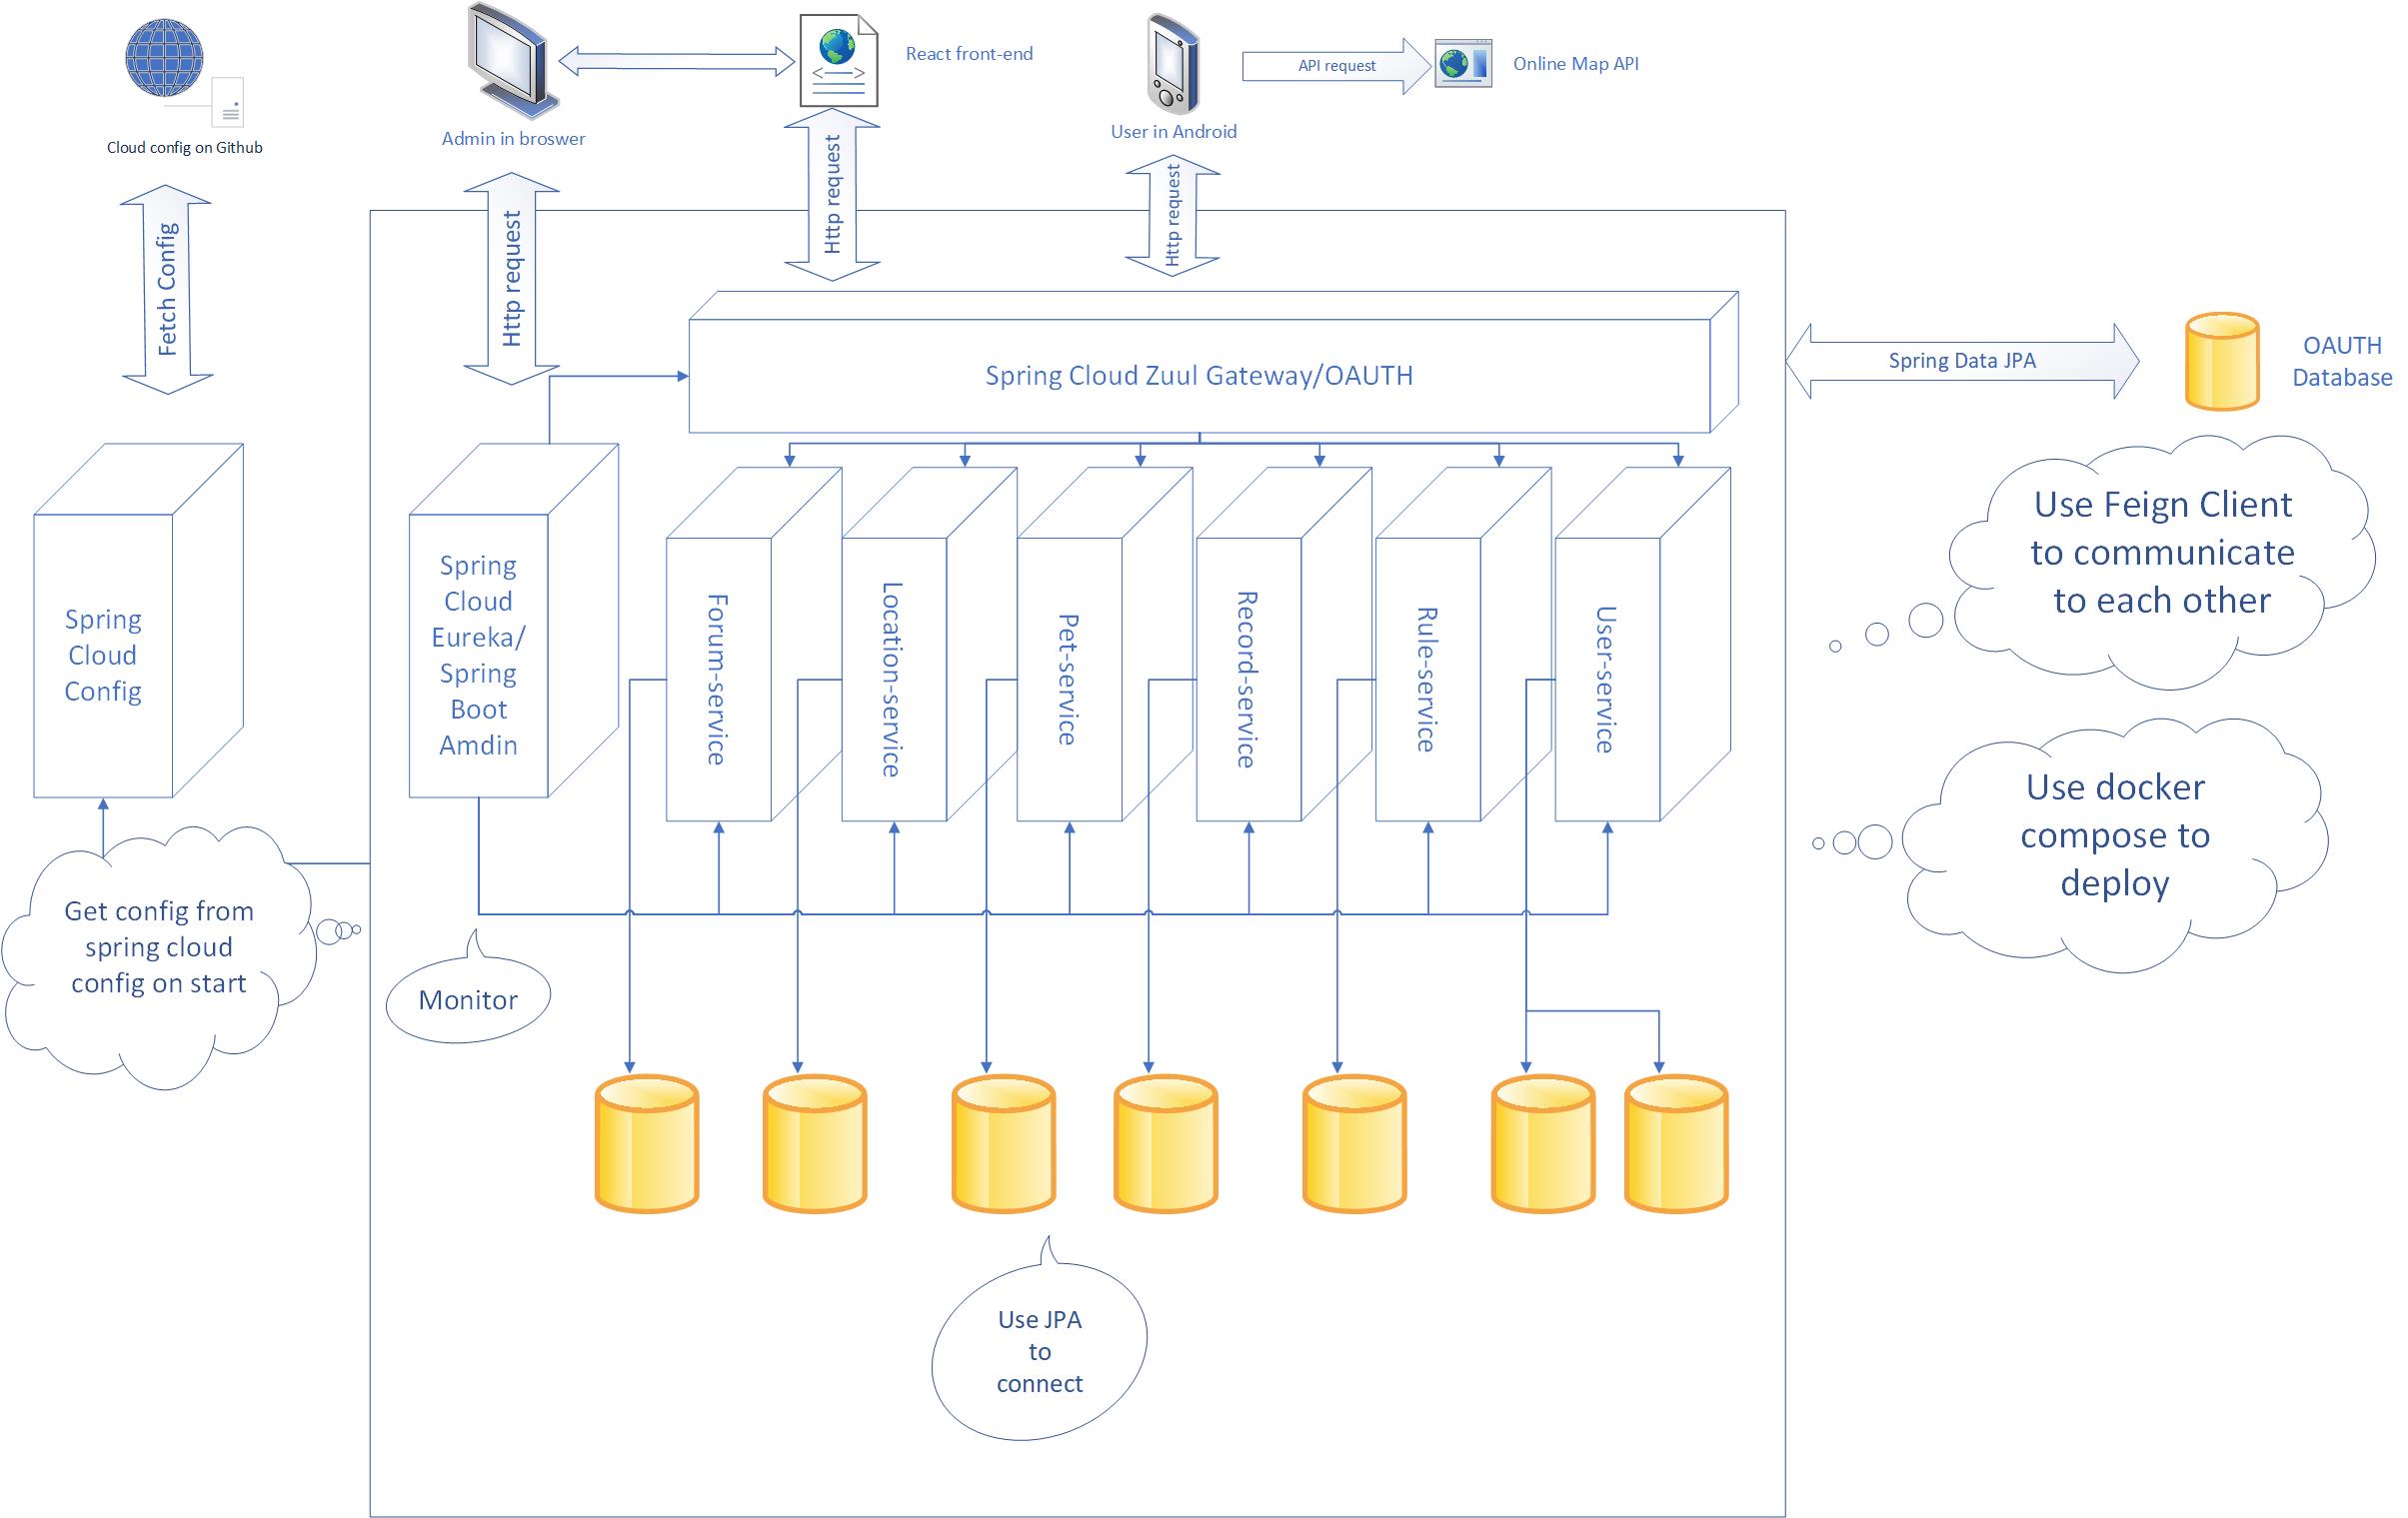 Cloud config on Github
Admin in broswer
React front-end
User in Android
API request
Online Map API
Fetch Config
Http request
Http request
Http request
Spring Cloud Zuul Gateway/OAUTH
Spring Data JPA
OAUTH
Database
Spring
Cloud
Config
Spring
Cloud
Eureka/
Spring
Boot
Amdin
Forum-service
Location-service
Pet-service
Record-service
Rule-service
User-service
Use Feign Client
to communicate
to each other
Use docker
compose to
deploy
Get config from
spring cloud
config on start
Monitor
Use JPA
to
connect